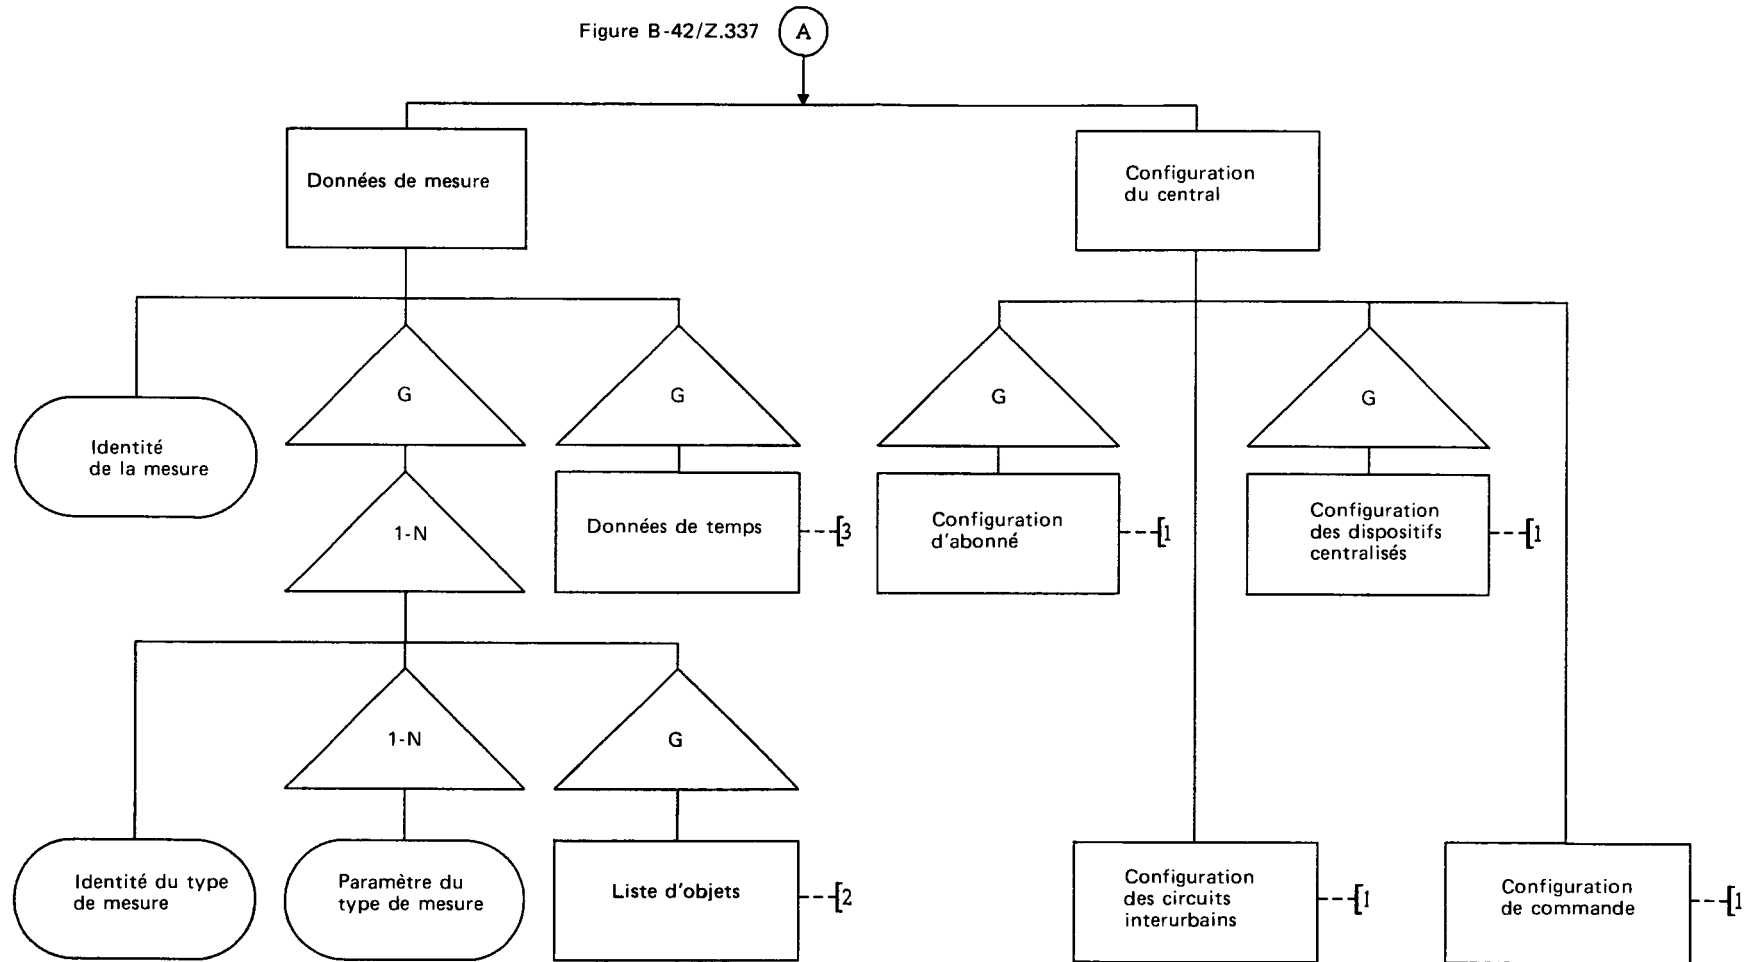 Figure B-42/Z.337
A
Données de mesure
Configuration
du central
G
G
G
G
Identité
de la mesure
1-N
Données de temps
3
Configuration
d'abonné
1
Configuration
des dispositifs
centralisés
1
1-N
G
Identité du type
de mesure
Paramètre du
type de mesure
Liste d'objets
2
Configuration
des circuits
interurbains
1
Configuration
de commande
1